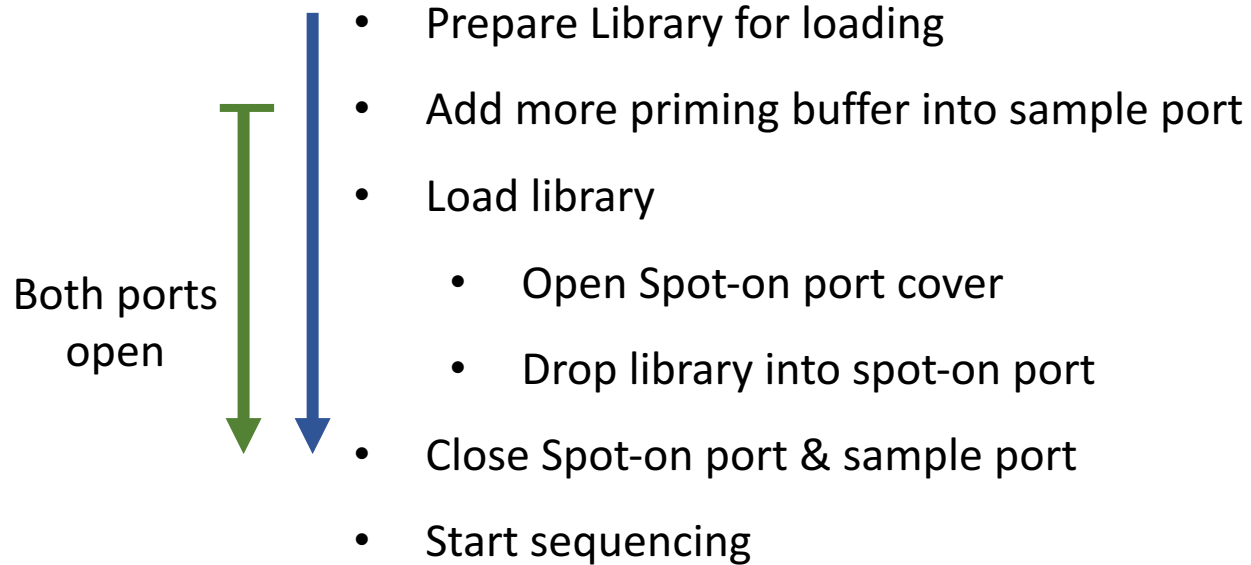 • Prepare Library for loading
• Add more priming buffer into sample port
• Load library
• Open Spot-on port cover
• Drop library into spot-on port
• Close Spot-on port & sample port
• Start sequencing
Both ports
open